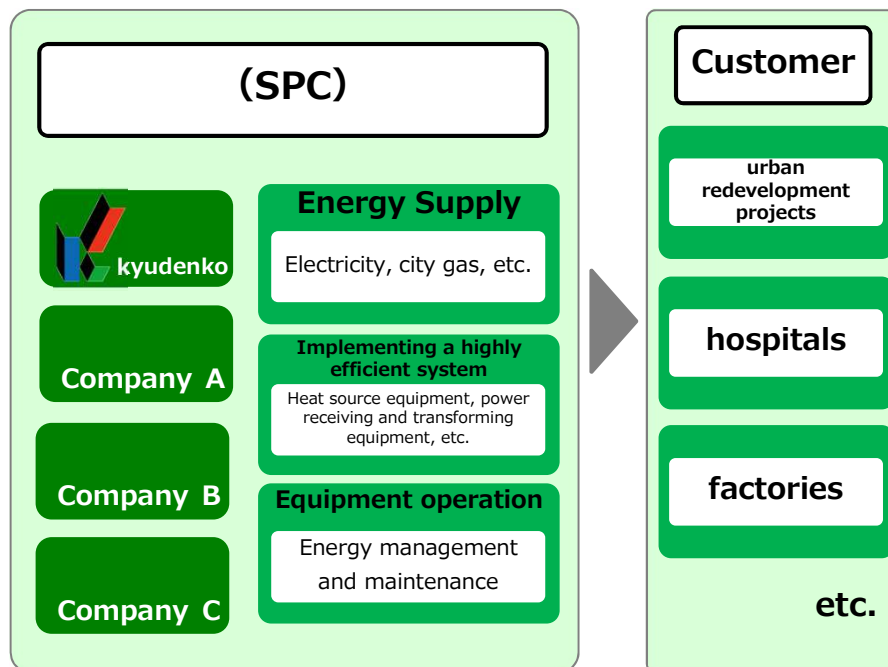 （SPC）
kyudenko
Company A
Company B
Company C
Energy Supply
Electricity, city gas, etc.
Implementing a highly
efficient system
Heat source equipment, power
receiving and transforming
equipment, etc.
Equipment operation
Energy management
and maintenance
Customer
urban
redevelopment
projects
hospitals
factories
etc.